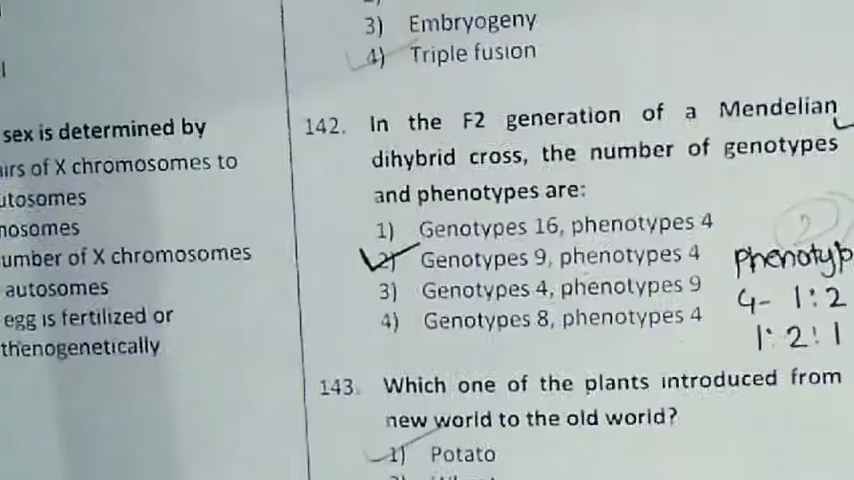 sex is determined by
airs of X chromosomes to
utosomes
nosomes
umber of X chromosomes
autosomes
egg is fertilized or
thenogenetically
3) Embryogeny
4) Triple fusion
142. In the F2 generation of a Mendelian
dihybrid cross, the number of genotypes
and phenotypes are:
1) Genotypes 16, phenotypes 4
2) Genotypes 9, phenotypes 4
3) Genotypes 4, phenotypes 9
4) Genotypes 8, phenotypes 4
2
phenotyp
1:2
1:2:1
143. Which one of the plants introduced from
new world to the old world?
1) Potato